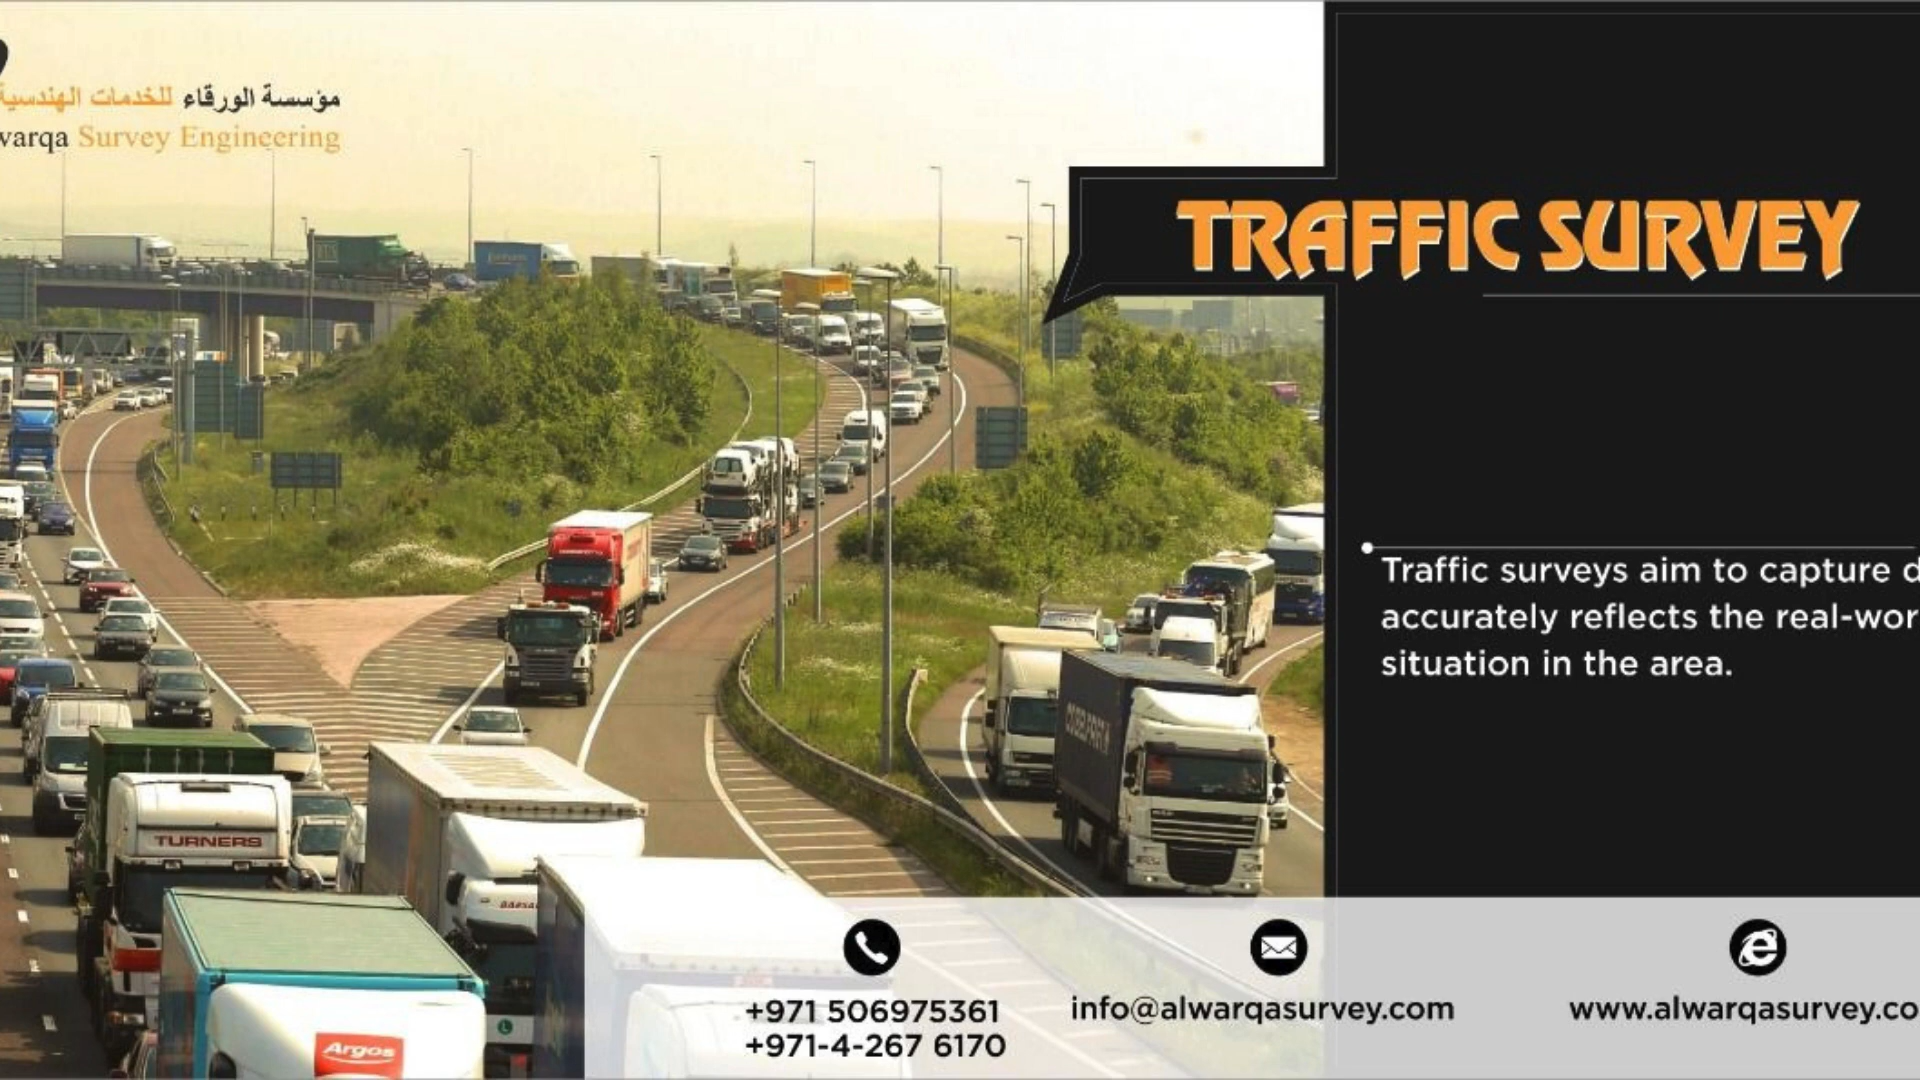 مؤسسة الورقاء للخدمات الهندسية
warqa Survey Engineering
TRAFFIC SURVEY
Traffic surveys aim to capture d
accurately reflects the real-wor
situation in the area.
TURNERS
Argos
+971 506975361
+971-4-267 6170
info@alwarqasurvey.com
www.alwarqasurvey.co